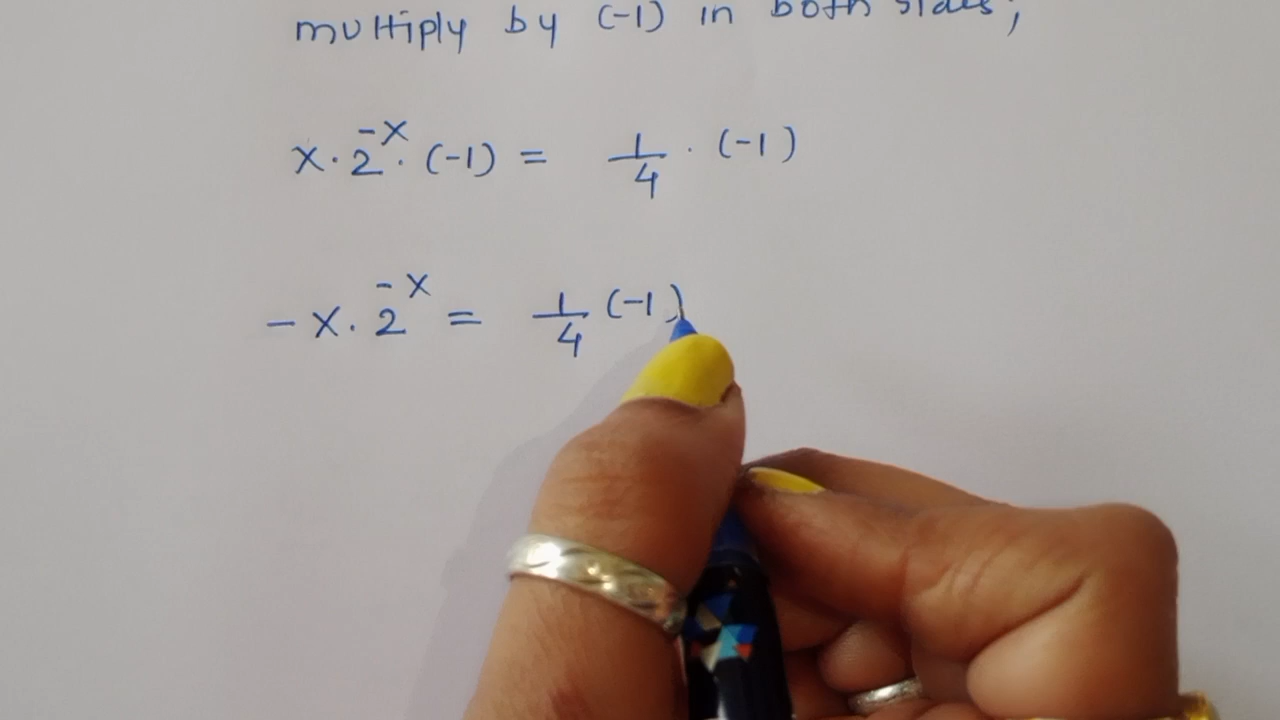 multiply by (-1) in both sides;
x.2^-x.(-1) = 1/4 . (-1)
-x.2^-x = 1/4 (-1)